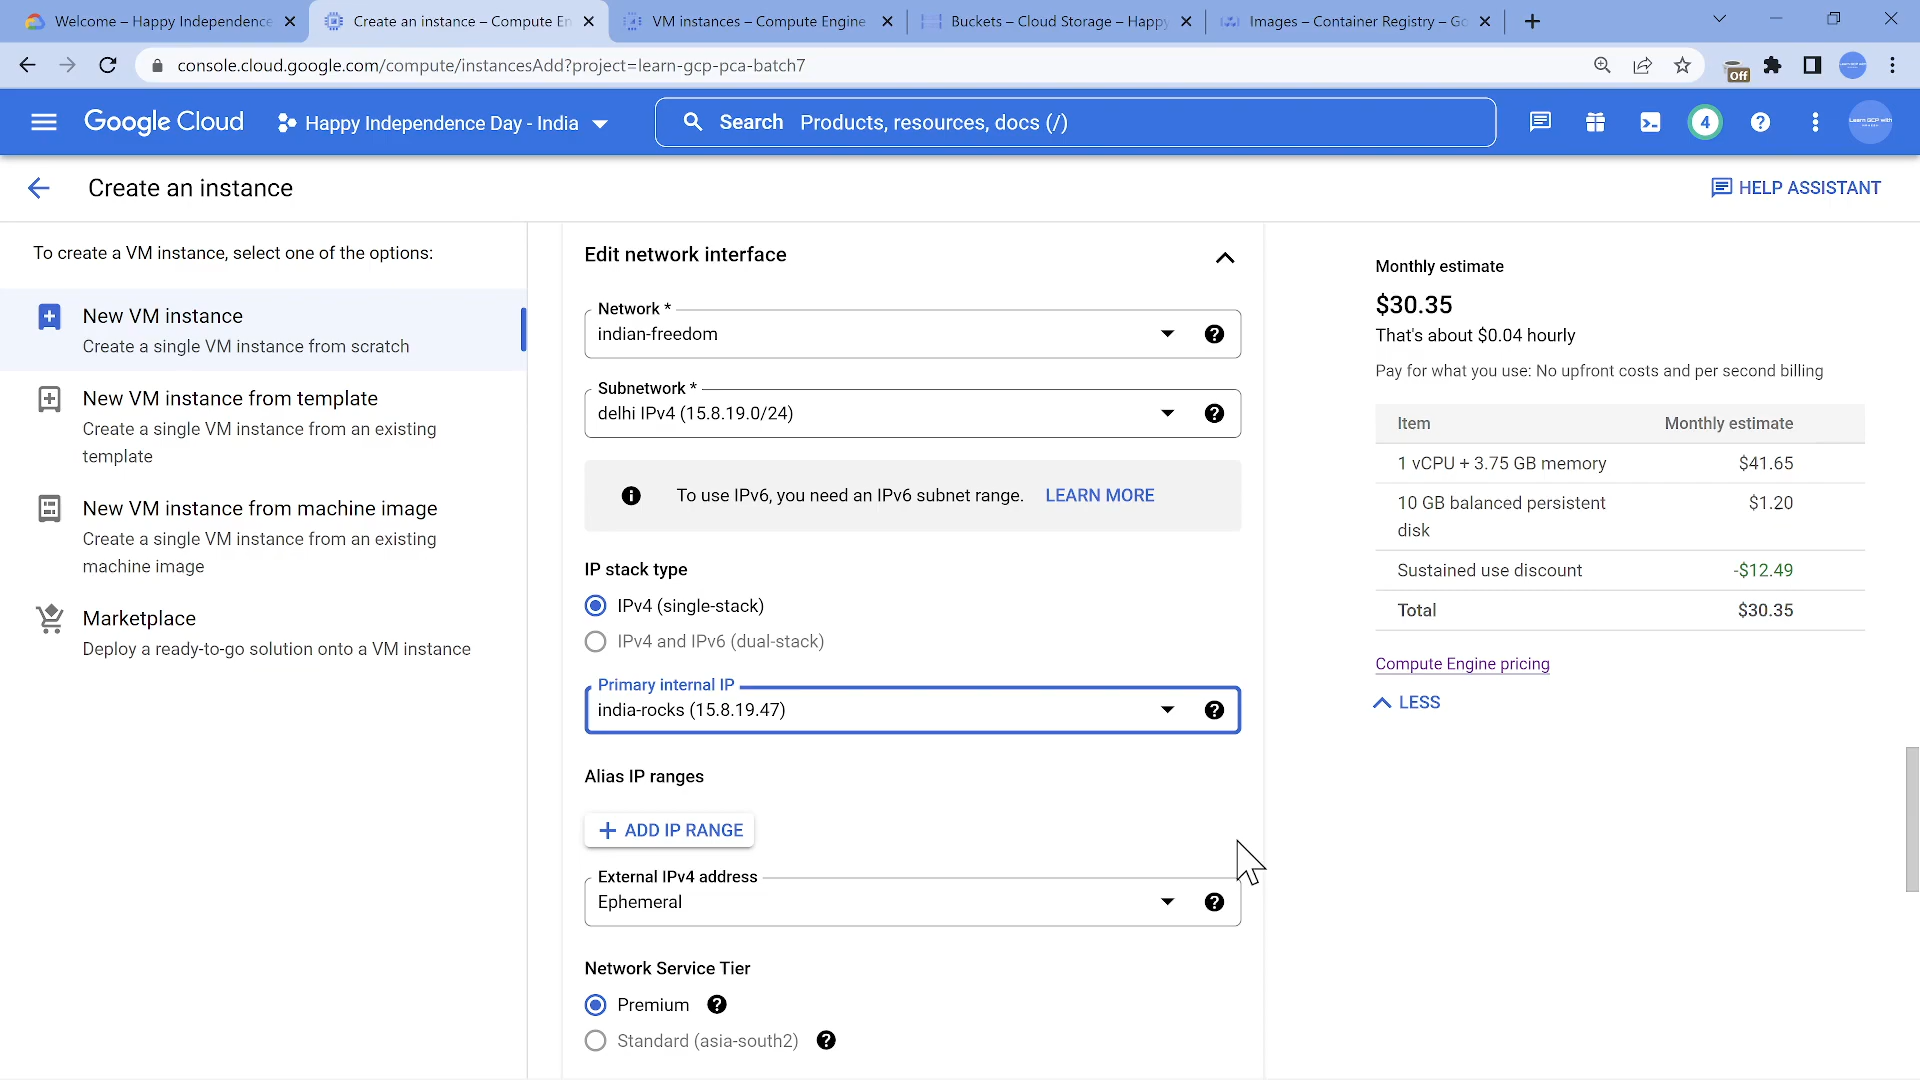 Welcome – Happy Independence
Create an instance – Compute En
VM instances – Compute Engine
Buckets – Cloud Storage – Happy
Images – Container Registry – Go
console.cloud.google.com/compute/instancesAdd?project=learn-gcp-pca-batch7
Off
Google Cloud
Happy Independence Day - India
Search Products, resources, docs (/)
4
Learn GCP with
Create an instance
HELP ASSISTANT
To create a VM instance, select one of the options:
New VM instance
Create a single VM instance from scratch
New VM instance from template
Create a single VM instance from an existing
template
New VM instance from machine image
Create a single VM instance from an existing
machine image
Marketplace
Deploy a ready-to-go solution onto a VM instance
Edit network interface
Network *
indian-freedom
Subnetwork *
delhi IPv4 (15.8.19.0/24)
To use IPv6, you need an IPv6 subnet range. LEARN MORE
IP stack type
IPv4 (single-stack)
IPv4 and IPv6 (dual-stack)
Primary internal IP
india-rocks (15.8.19.47)
Alias IP ranges
ADD IP RANGE
External IPv4 address
Ephemeral
Network Service Tier
Premium
Standard (asia-south2)
Monthly estimate
$30.35
That's about $0.04 hourly
Pay for what you use: No upfront costs and per second billing
Item Monthly estimate
1 vCPU + 3.75 GB memory $41.65
10 GB balanced persistent $1.20
disk
Sustained use discount -$12.49
Total $30.35
Compute Engine pricing
LESS